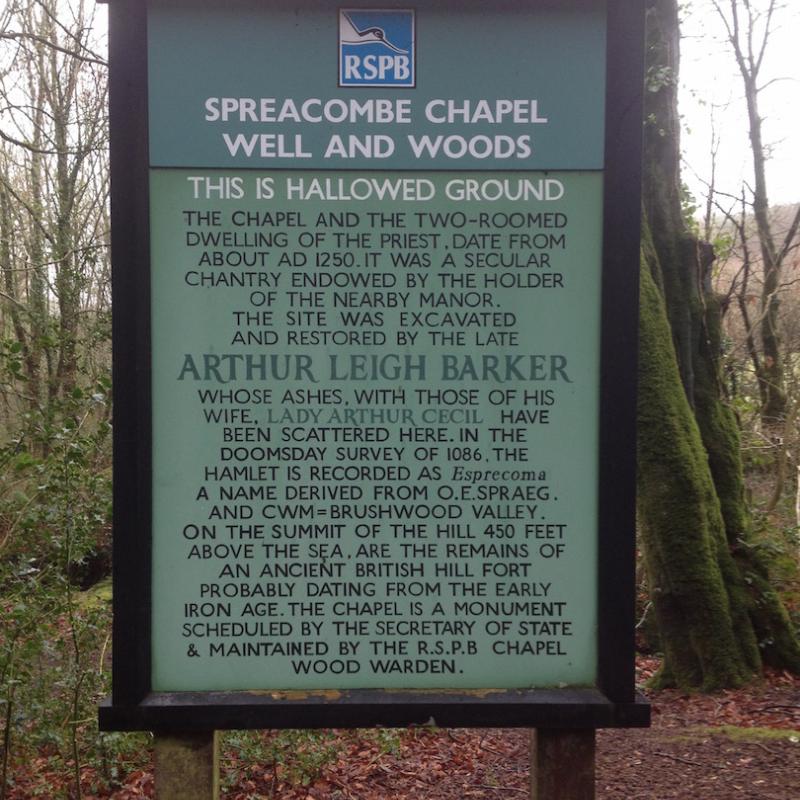 RSPB
SPREACOMBE CHAPEL
WELL AND WOODS
THIS IS HALLOWED GROUND
THE CHAPEL AND THE TWO-ROOMED
DWELLING OF THE PRIEST, DATE FROM
ABOUT AD 1250. IT WAS A SECULAR
CHANTRY ENDOWED BY THE HOLDER
OF THE NEARBY MANOR.
THE SITE WAS EXCAVATED
AND RESTORED BY THE LATE
ARTHUR LEIGH BARKER
WHOSE ASHES, WITH THOSE OF HIS
WIFE, LADY ARTHUR CECIL HAVE
BEEN SCATTERED HERE. IN THE
DOOMSDAY SURVEY OF 1086, THE
HAMLET IS RECORDED AS Esprecoma
A NAME DERIVED FROM O.E. SPRAEG.
AND CWM=BRUSHWOOD VALLEY.
ON THE SUMMIT OF THE HILL 450 FEET
ABOVE THE SEA, ARE THE REMAINS OF
AN ANCIENT BRITISH HILL FORT
PROBABLY DATING FROM THE EARLY
IRON AGE. THE CHAPEL IS A MONUMENT
SCHEDULED BY THE SECRETARY OF STATE
& MAINTAINED BY THE R.S.P.B CHAPEL
WOOD WARDEN.